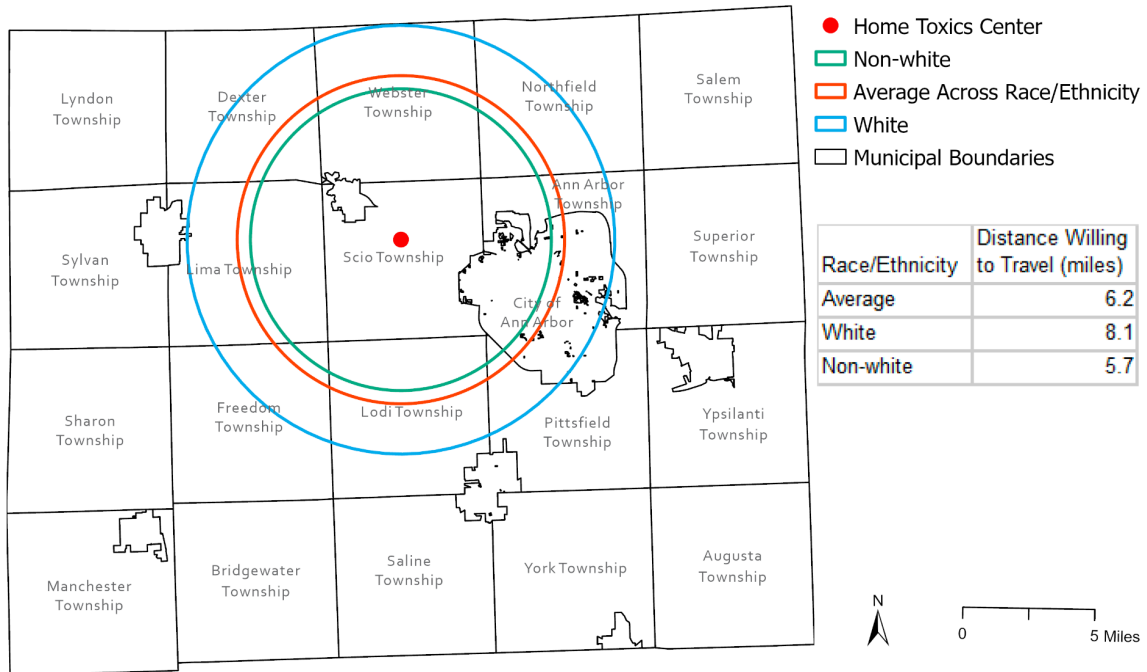 Lyndon
Township
Dexter
Township
Webster
Township
Northfield
Township
Salem
Township
Sylvan
Township
Lima Township
Scio Township
Ann Arbor
Township
Superior
Township
City of
Ann Arbor
Sharon
Township
Freedom
Township
Lodi Township
Pittsfield
Township
Ypsilanti
Township
Manchester
Township
Bridgewater
Township
Saline
Township
York Township
Augusta
Township
Home Toxics Center
Non-white
Average Across Race/Ethnicity
White
Municipal Boundaries
Race/Ethnicity Distance Willing to Travel (miles)
Average 6.2
White 8.1
Non-white 5.7
N
0 5 Miles